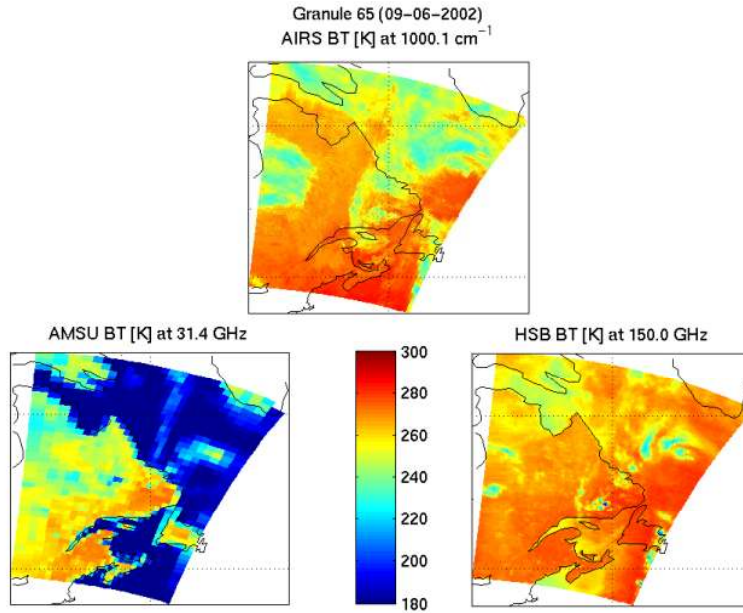 Granule 65 (09-06-2002)
AIRS BT [K] at 1000.1 cm⁻¹
AMSU BT [K] at 31.4 GHz
HSB BT [K] at 150.0 GHz
300
280
260
240
220
200
180